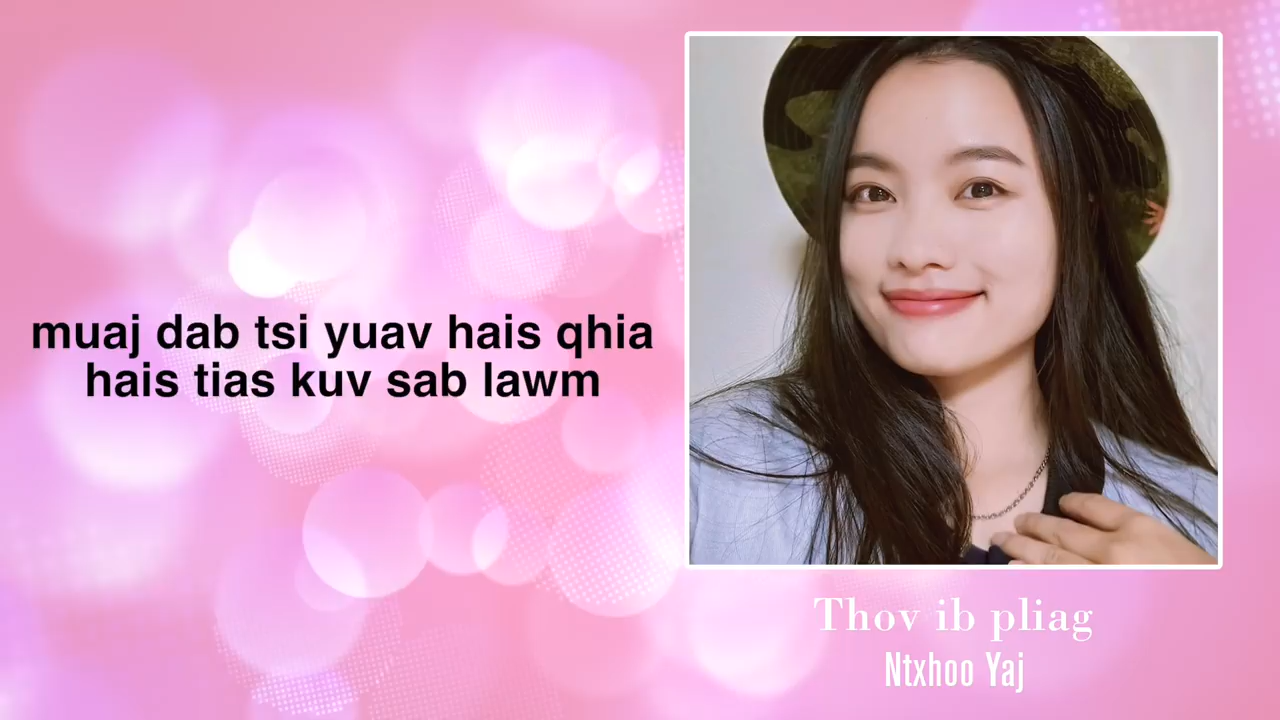 muaj dab tsi yuav hais qhia
hais tias kuv sab lawm
Thov ib pliag
Ntxhoo Yaj